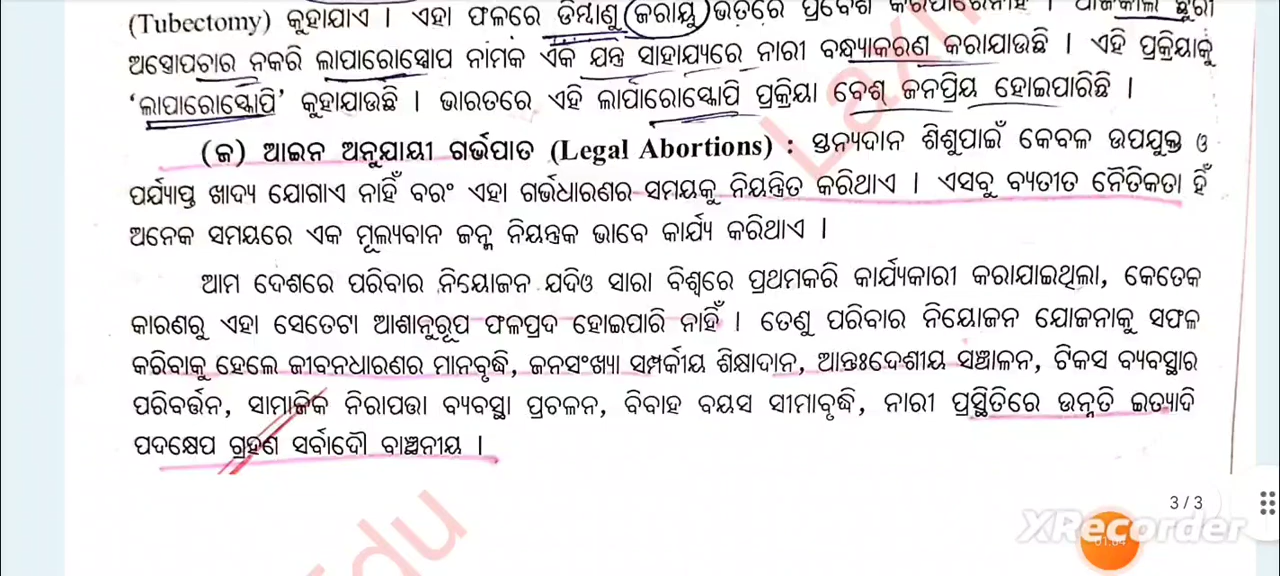 (Tubectomy) କୁହାଯାଏ । ଏହା ଫଳରେ ଡିମ୍ବାଣୁ ଜରାୟୁ ଭିତରେ ପ୍ରବେଶ କରିପାରେନାହିଁ । ଆଜିକାଲି ଛୁରୀ
ଅସ୍ତ୍ରୋପଚାର ନକରି ଲାପାରୋସ୍କୋପ ନାମକ ଏକ ଯନ୍ତ୍ର ସାହାଯ୍ୟରେ ନାରୀ ବନ୍ଧ୍ୟାକରଣ କରାଯାଉଛି । ଏହି ପ୍ରକ୍ରିୟାକୁ
‘ଲାପାରୋସ୍କୋପି’ କୁହାଯାଉଛି । ଭାରତରେ ଏହି ଲାପାରୋସ୍କୋପି ପ୍ରକ୍ରିୟା ବେଶ୍ ଜନପ୍ରିୟ ହୋଇପାରିଛି ।
(ଜ) ଆଇନ ଅନୁଯାୟୀ ଗର୍ଭପାତ (Legal Abortions) : ସ୍ତନ୍ୟଦାନ ଶିଶୁପାଇଁ କେବଳ ଉପଯୁକ୍ତ ଓ
ପର୍ଯ୍ୟାପ୍ତ ଖାଦ୍ୟ ଯୋଗାଏ ନାହିଁ ବରଂ ଏହା ଗର୍ଭଧାରଣର ସମୟକୁ ନିୟନ୍ତ୍ରିତ କରିଥାଏ । ଏସବୁ ବ୍ୟତୀତ ନୈତିକତା ହିଁ
ଅନେକ ସମୟରେ ଏକ ମୂଲ୍ୟବାନ ଜନ୍ମ ନିୟନ୍ତ୍ରକ ଭାବେ କାର୍ଯ୍ୟ କରିଥାଏ ।
ଆମ ଦେଶରେ ପରିବାର ନିୟୋଜନ ଯଦିଓ ସାରା ବିଶ୍ୱରେ ପ୍ରଥମକରି କାର୍ଯ୍ୟକାରୀ କରାଯାଇଥିଲା, କେତେକ
କାରଣରୁ ଏହା ସେତେଟା ଆଶାନୁରୂପ ଫଳପ୍ରଦ ହୋଇପାରି ନାହିଁ । ତେଣୁ ପରିବାର ନିୟୋଜନ ଯୋଜନାକୁ ସଫଳ
କରିବାକୁ ହେଲେ ଜୀବନଧାରଣର ମାନବୃଦ୍ଧି, ଜନସଂଖ୍ୟା ସମ୍ପର୍କୀୟ ଶିକ୍ଷାଦାନ, ଆନ୍ତଃଦେଶୀୟ ସଞ୍ଚାଳନ, ଟିକସ ବ୍ୟବସ୍ଥାର
ପରିବର୍ତ୍ତନ, ସାମାଜିକ ନିରାପତ୍ତା ବ୍ୟବସ୍ଥା ପ୍ରଚଳନ, ବିବାହ ବୟସ ସୀମାବୃଦ୍ଧି, ନାରୀ ପ୍ରସ୍ଥିତିରେ ଉନ୍ନତି ଇତ୍ୟାଦି
ପଦକ୍ଷେପ ଗ୍ରହଣ ସର୍ବାଦୌ ବାଞ୍ଛନୀୟ ।
3 / 3
XRecorder
01:04